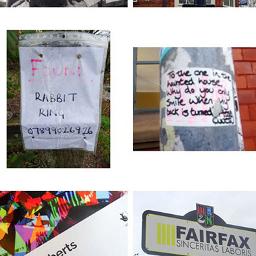 Found
RABBIT
RING
07899026926
To the one in the
haunted house,
why do you only
smile when my
back is turned
berts
FAIRFAX
SINCERITAS LABORIS